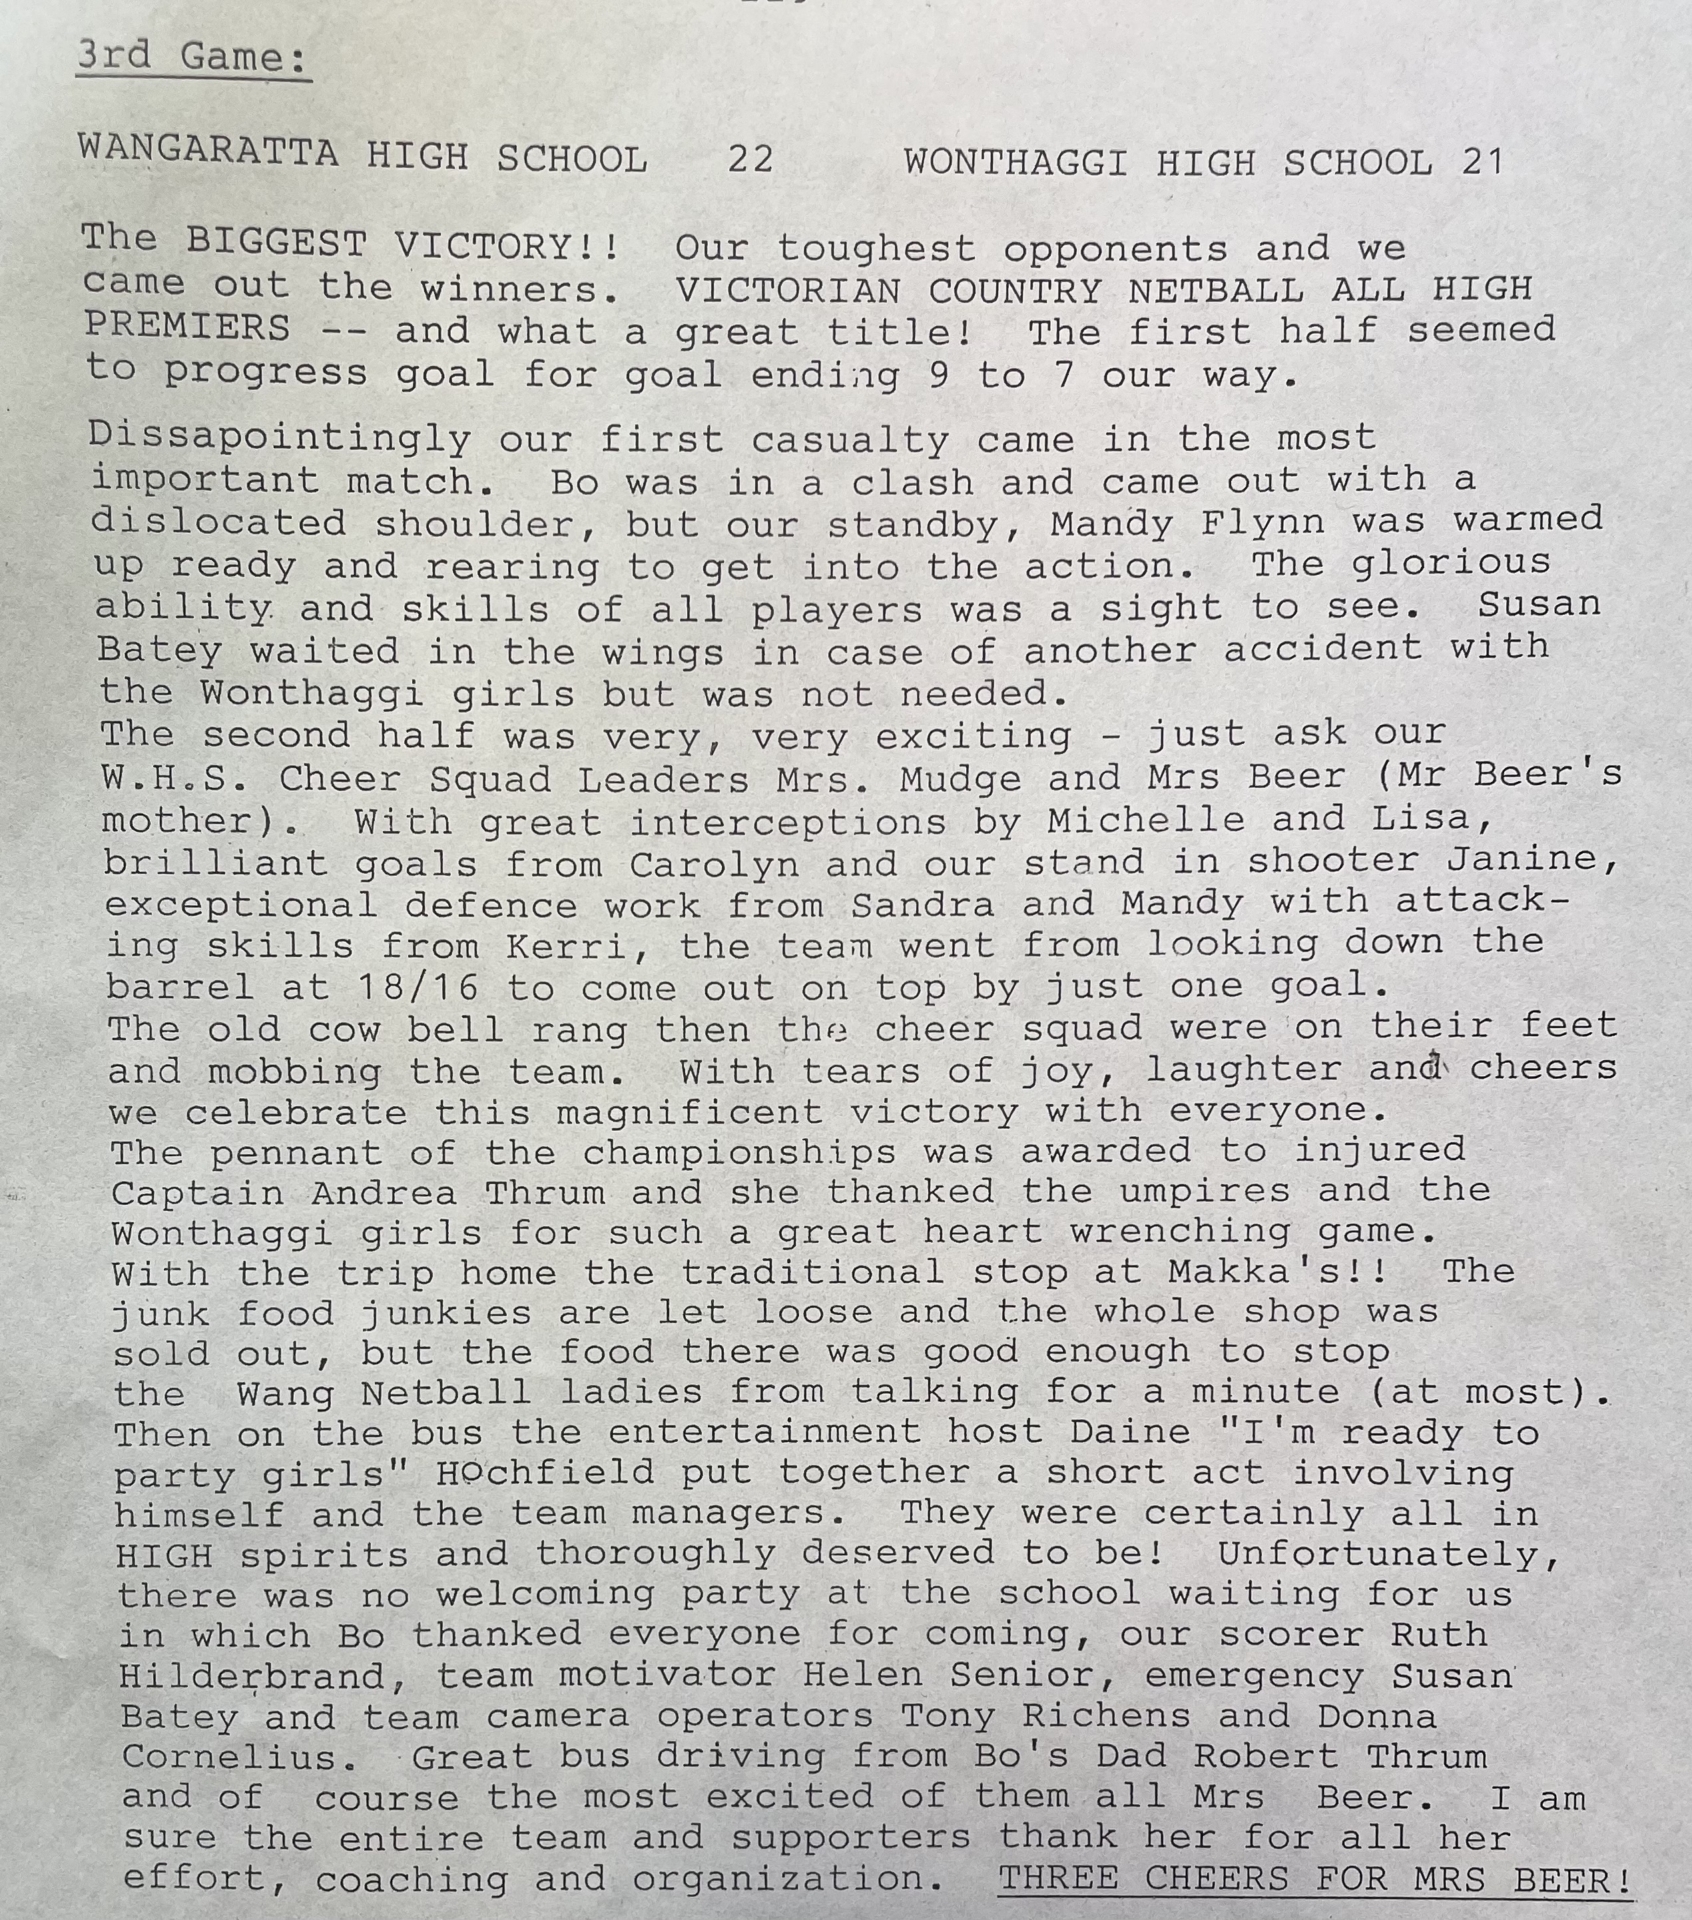 3rd Game:
WANGARATTA HIGH SCHOOL 22 WONTHAGGI HIGH SCHOOL 21
The BIGGEST VICTORY!! Our toughest opponents and we
came out the winners. VICTORIAN COUNTRY NETBALL ALL HIGH
PREMIERS -- and what a great title! The first half seemed
to progress goal for goal ending 9 to 7 our way.
Dissapointingly our first casualty came in the most
important match. Bo was in a clash and came out with a
dislocated shoulder, but our standby, Mandy Flynn was warmed
up ready and rearing to get into the action. The glorious
ability and skills of all players was a sight to see. Susan
Batey waited in the wings in case of another accident with
the Wonthaggi girls but was not needed.
The second half was very, very exciting - just ask our
W.H.S. Cheer Squad Leaders Mrs. Mudge and Mrs Beer (Mr Beer's
mother). With great interceptions by Michelle and Lisa,
brilliant goals from Carolyn and our stand in shooter Janine,
exceptional defence work from Sandra and Mandy with attack-
ing skills from Kerri, the team went from looking down the
barrel at 18/16 to come out on top by just one goal.
The old cow bell rang then the cheer squad were on their feet
and mobbing the team. With tears of joy, laughter and cheers
we celebrate this magnificent victory with everyone.
The pennant of the championships was awarded to injured
Captain Andrea Thrum and she thanked the umpires and the
Wonthaggi girls for such a great heart wrenching game.
With the trip home the traditional stop at Makka's!! The
junk food junkies are let loose and the whole shop was
sold out, but the food there was good enough to stop
the Wang Netball ladies from talking for a minute (at most).
Then on the bus the entertainment host Daine "I'm ready to
party girls" Hochfield put together a short act involving
himself and the team managers. They were certainly all in
HIGH spirits and thoroughly deserved to be! Unfortunately,
there was no welcoming party at the school waiting for us
in which Bo thanked everyone for coming, our scorer Ruth
Hilderbrand, team motivator Helen Senior, emergency Susan
Batey and team camera operators Tony Richens and Donna
Cornelius. Great bus driving from Bo's Dad Robert Thrum
and of course the most excited of them all Mrs Beer. I am
sure the entire team and supporters thank her for all her
effort, coaching and organization. THREE CHEERS FOR MRS BEER!